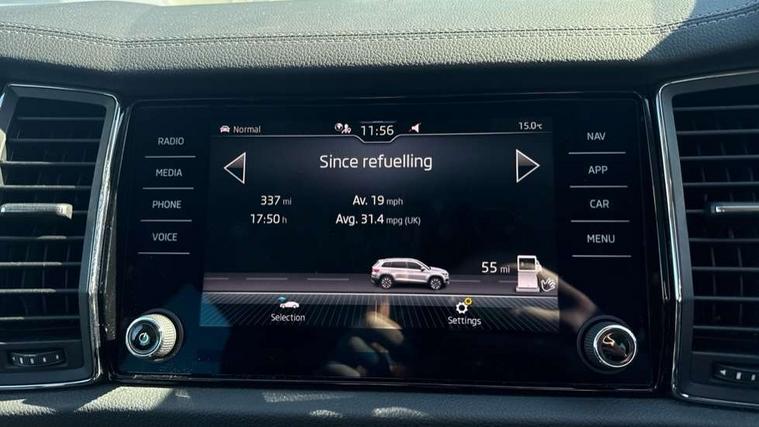 RADIO
MEDIA
PHONE
VOICE
Normal
11:56
15.0°C
Since refuelling
337 mi
Av. 19 mph
17:50 h
Avg. 31.4 mpg (UK)
55 mi
Selection
Settings
NAV
APP
CAR
MENU